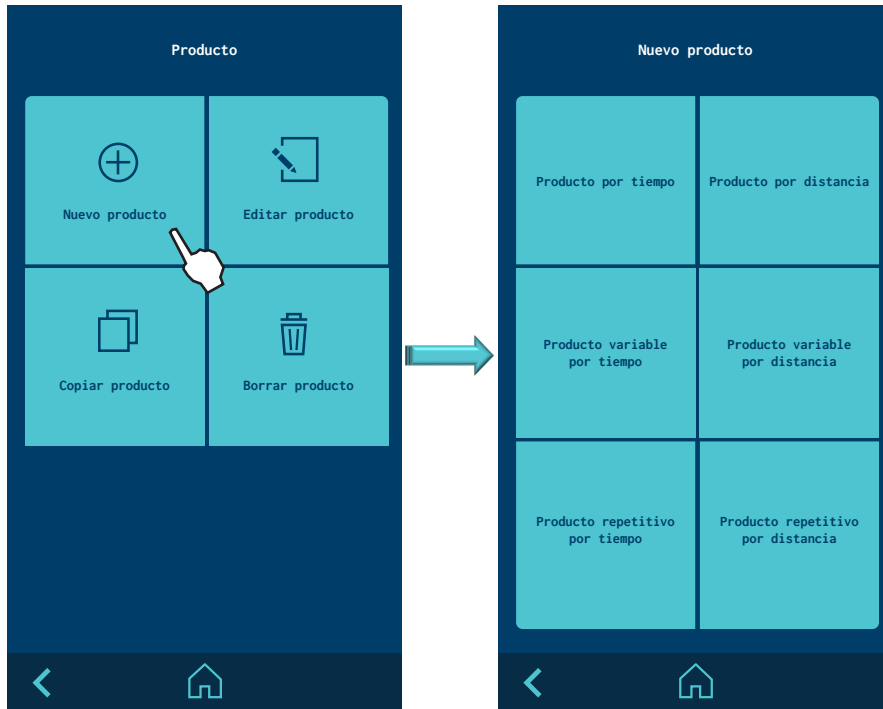 Producto
Nuevo producto
Editar producto
Copiar producto
Borrar producto
Nuevo producto
Producto por tiempo
Producto por distancia
Producto variable
por tiempo
Producto variable
por distancia
Producto repetitivo
por tiempo
Producto repetitivo
por distancia